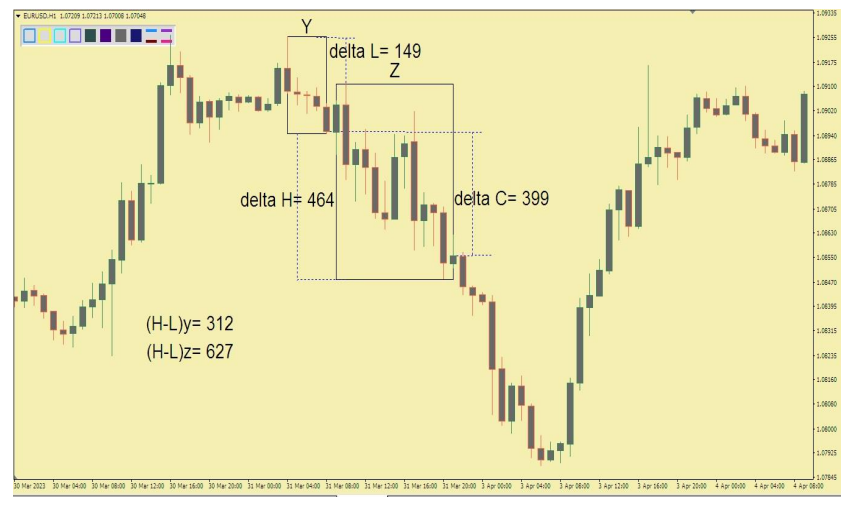 EURUSD.H1 1.07209 1.07213 1.07008 1.07048
Y
delta L= 149
Z
delta H= 464
delta C= 399
(H-L)y= 312
(H-L)z= 627
1.09335
1.09255
1.09175
1.09100
1.09020
1.08940
1.08865
1.08785
1.08705
1.08630
1.08550
1.08470
1.08395
1.08315
1.08235
1.08160
1.08080
1.08000
1.07925
1.07845
30 Mar 2023 30 Mar 04:00 30 Mar 08:00 30 Mar 12:00 30 Mar 16:00 30 Mar 20:00 31 Mar 00:00 31 Mar 04:00 31 Mar 08:00 31 Mar 12:00 31 Mar 16:00 31 Mar 20:00 3 Apr 00:00 3 Apr 04:00 3 Apr 08:00 3 Apr 12:00 3 Apr 16:00 3 Apr 20:00 4 Apr 00:00 4 Apr 04:00 4 Apr 08:00